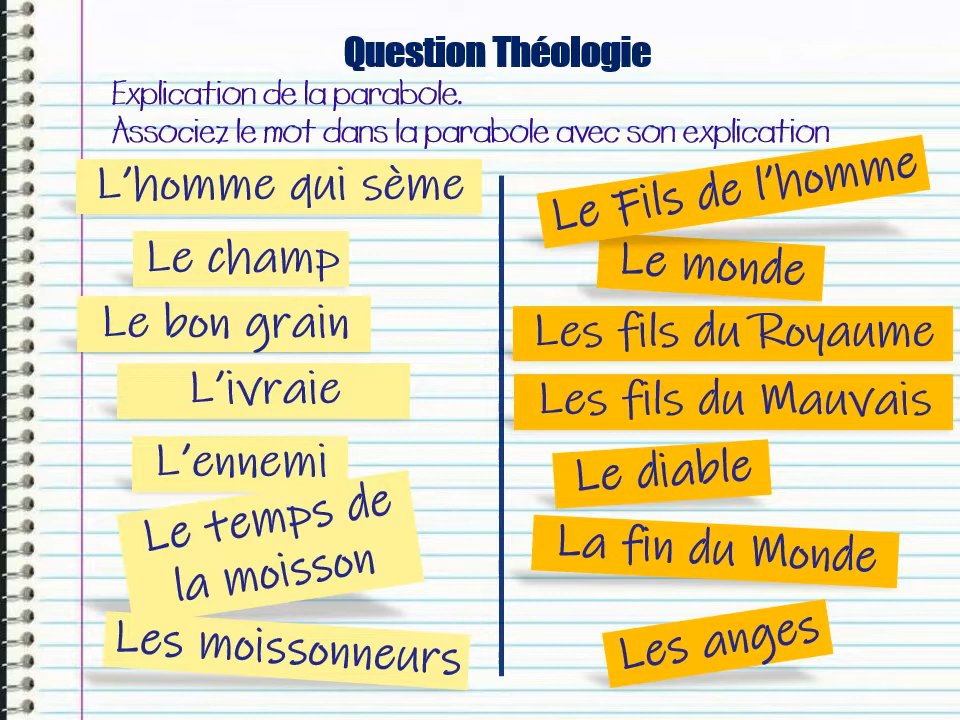 Question Théologie
Explication de la parabole.
Associez le mot dans la parabole avec son explication
L'homme qui sème
Le champ
Le bon grain
L'ivraie
L'ennemi
Le temps de
la moisson
Les moissonneurs
Le Fils de l'homme
Le monde
Les fils du Royaume
Les fils du Mauvais
Le diable
La fin du Monde
Les anges